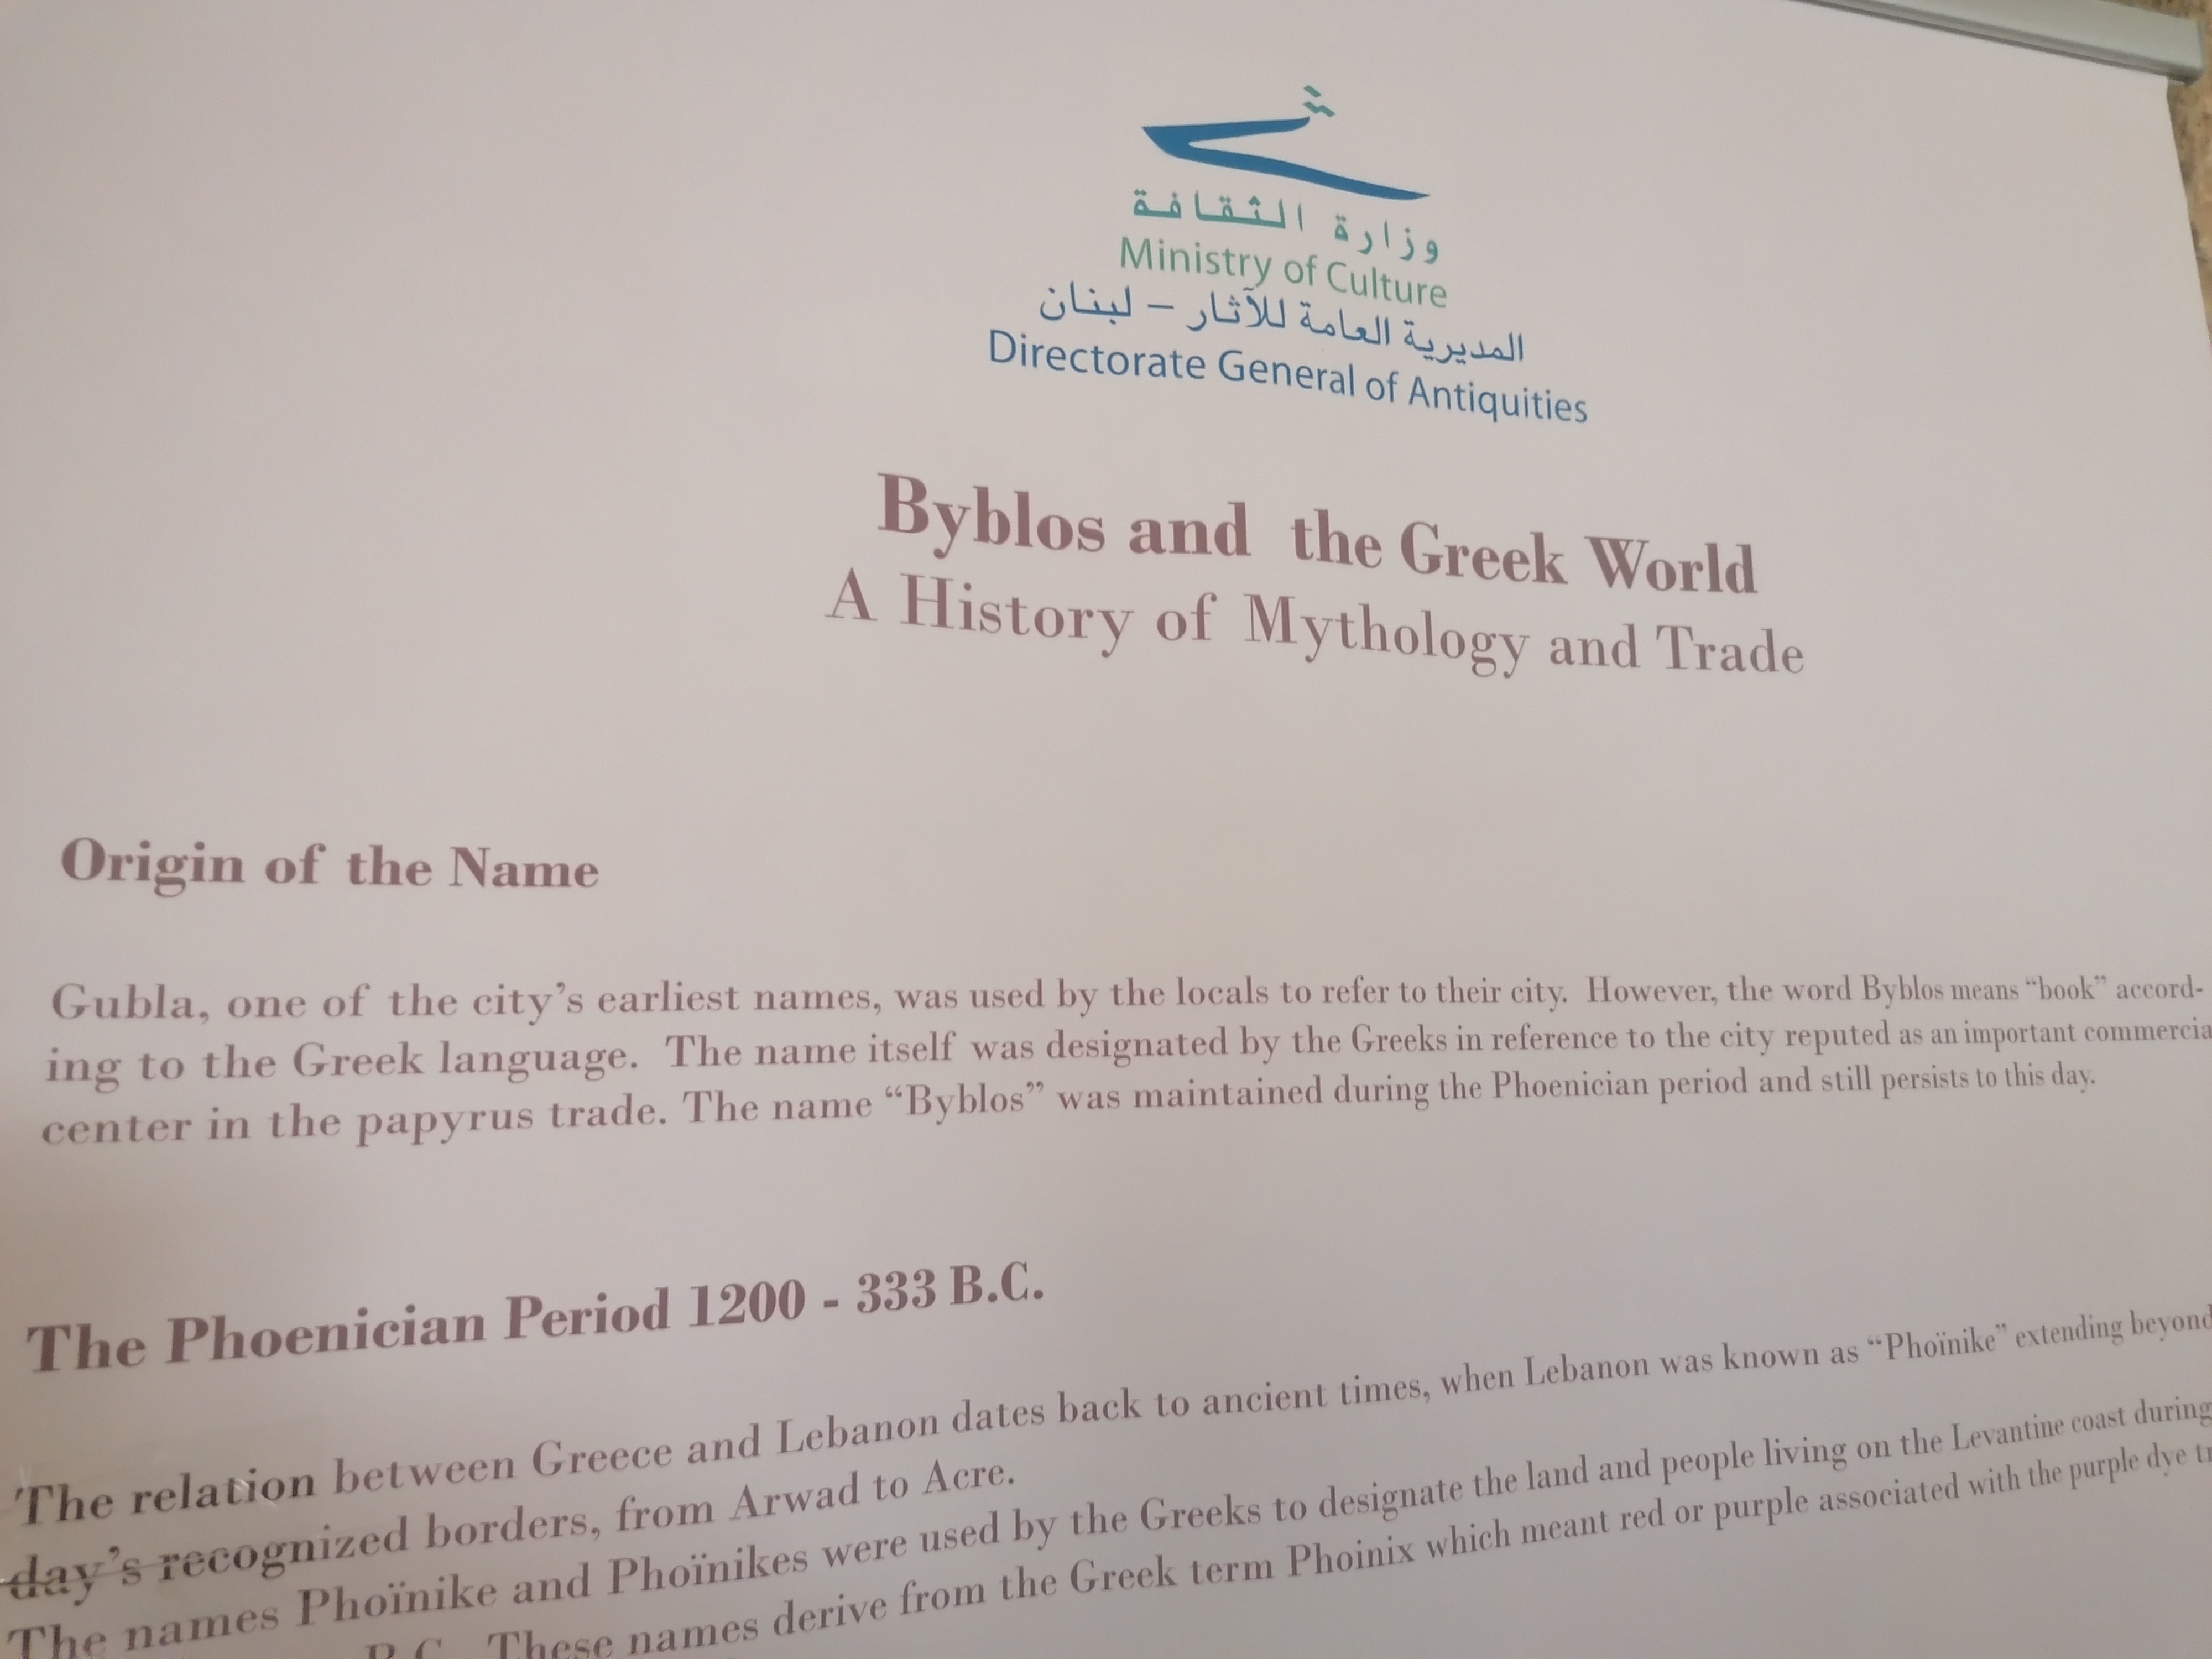 وزارة الثقافة
Ministry of Culture
المديرية العامة للآثار – لبنان
Directorate General of Antiquities
Byblos and the Greek World
A History of Mythology and Trade
Origin of the Name
Gubla, one of the city’s earliest names, was used by the locals to refer to their city. However, the word Byblos means “book” accord-
ing to the Greek language. The name itself was designated by the Greeks in reference to the city reputed as an important commercia
center in the papyrus trade. The name “Byblos” was maintained during the Phoenician period and still persists to this day.
The Phoenician Period 1200 - 333 B.C.
The relation between Greece and Lebanon dates back to ancient times, when Lebanon was known as “Phoïnike” extending beyond
day’s recognized borders, from Arwad to Acre.
The names Phoïnike and Phoïnikes were used by the Greeks to designate the land and people living on the Levantine coast during
B.C. These names derive from the Greek term Phoinix which meant red or purple associated with the purple dye